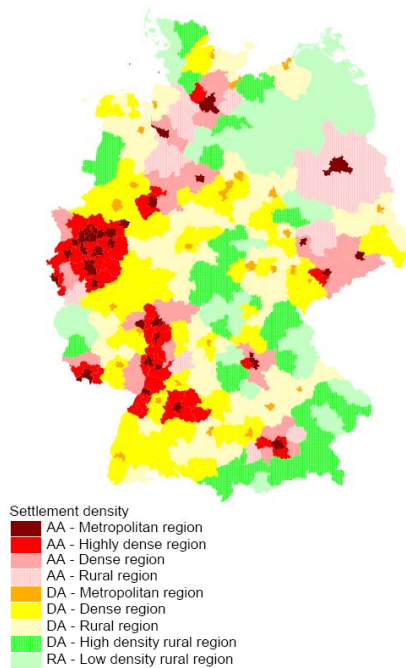 Settlement density
AA - Metropolitan region
AA - Highly dense region
AA - Dense region
AA - Rural region
DA - Metropolitan region
DA - Dense region
DA - Rural region
DA - High density rural region
RA - Low density rural region